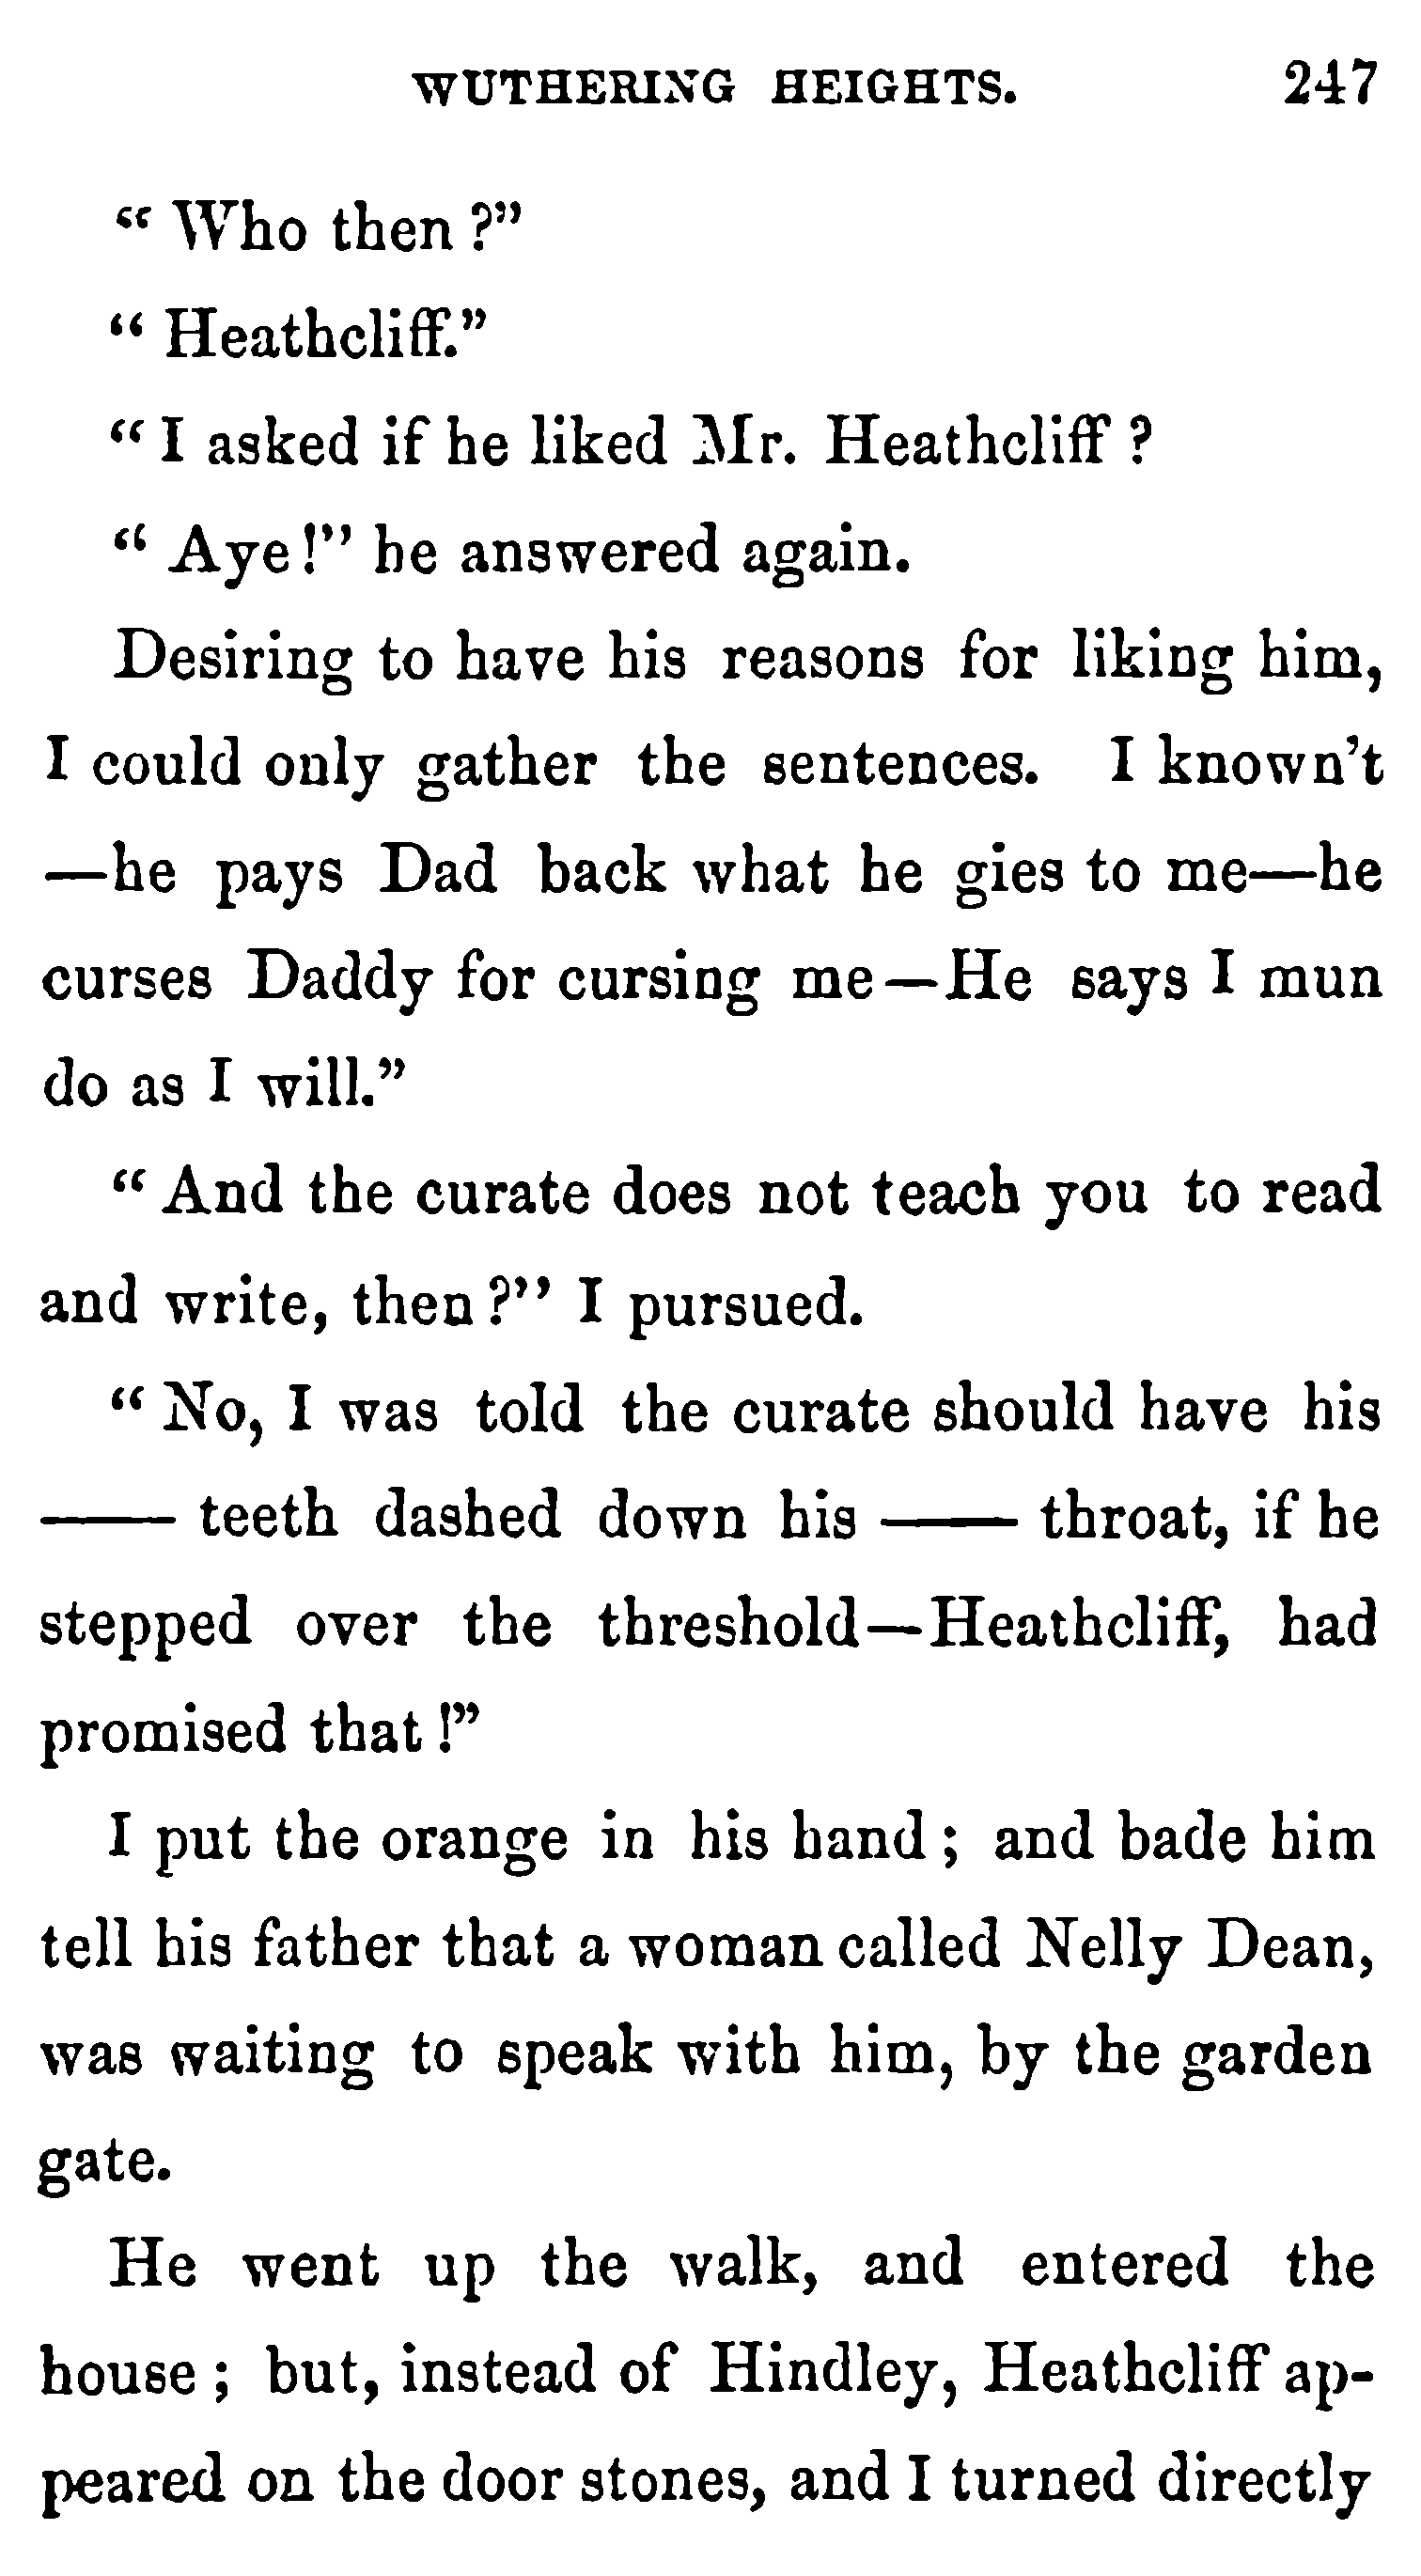 WUTHERING HEIGHTS. 247
“ Who then ?”
“ Heathcliff.”
“ I asked if he liked Mr. Heathcliff ?
“ Aye !” he answered again.
Desiring to have his reasons for liking him,
I could only gather the sentences. I known't
—he pays Dad back what he gies to me—he
curses Daddy for cursing me—He says I mun
do as I will.”
“ And the curate does not teach you to read
and write, then ?” I pursued.
“ No, I was told the curate should have his
—— teeth dashed down his —— throat, if he
stepped over the threshold—Heathcliff, had
promised that !”
I put the orange in his hand ; and bade him
tell his father that a woman called Nelly Dean,
was waiting to speak with him, by the garden
gate.
He went up the walk, and entered the
house ; but, instead of Hindley, Heathcliff ap-
peared on the door stones, and I turned directly